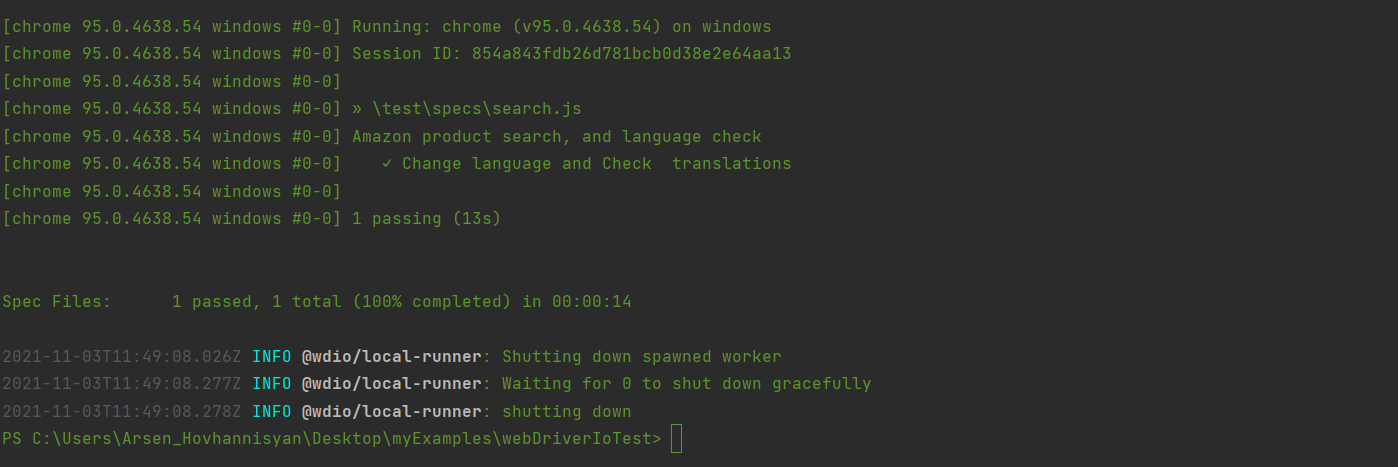 [chrome 95.0.4638.54 windows #0-0] Running: chrome (v95.0.4638.54) on windows
[chrome 95.0.4638.54 windows #0-0] Session ID: 854a843fdb26d781bcb0d38e2e64aa13
[chrome 95.0.4638.54 windows #0-0]
[chrome 95.0.4638.54 windows #0-0] » \test\specs\search.js
[chrome 95.0.4638.54 windows #0-0] Amazon product search, and language check
[chrome 95.0.4638.54 windows #0-0]    ✓ Change language and Check  translations
[chrome 95.0.4638.54 windows #0-0]
[chrome 95.0.4638.54 windows #0-0] 1 passing (13s)
Spec Files:      1 passed, 1 total (100% completed) in 00:00:14
2021-11-03T11:49:08.026Z INFO @wdio/local-runner: Shutting down spawned worker
2021-11-03T11:49:08.277Z INFO @wdio/local-runner: Waiting for 0 to shut down gracefully
2021-11-03T11:49:08.278Z INFO @wdio/local-runner: shutting down
PS C:\Users\Arsen_Hovhannisyan\Desktop\myExamples\webDriverIoTest>